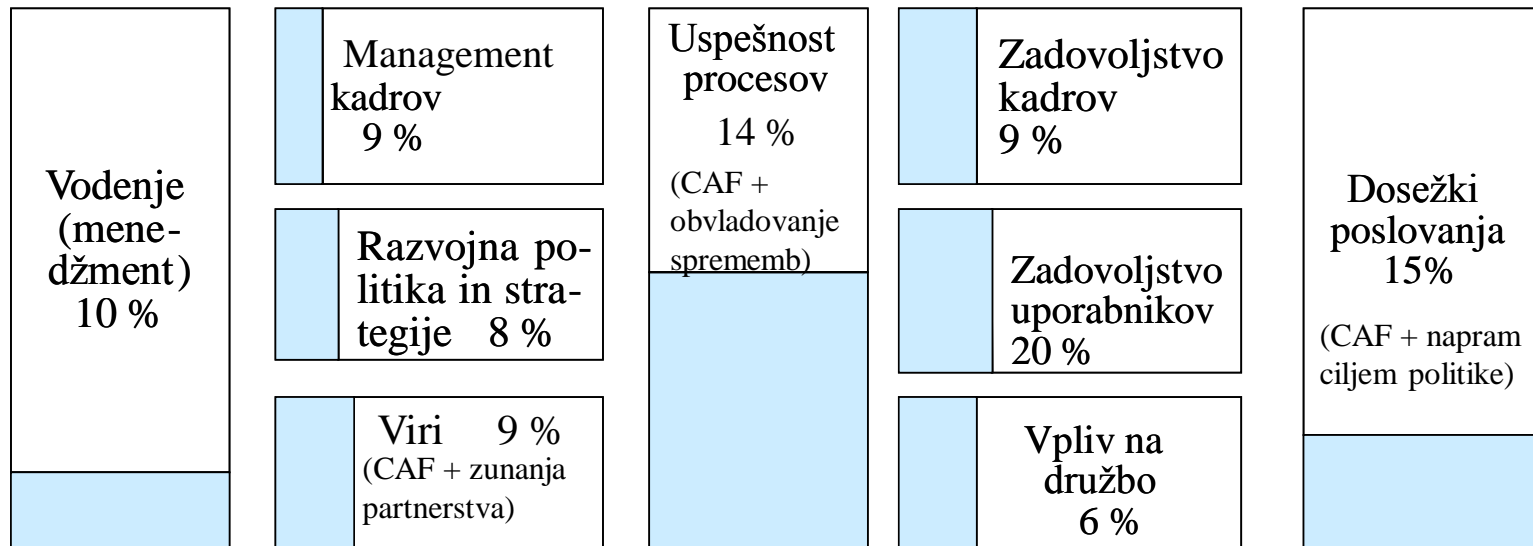 Vodenje
(mene-
džment)
10 %
Management
kadrov
9 %
Razvojna po-
litika in stra-
tegije 8 %
Viri 9 %
(CAF + zunanja
partnerstva)
Uspešnost
procesov
14 %
(CAF +
obvladovanje
sprememb)
Zadovoljstvo
kadrov
9 %
Zadovoljstvo
uporabnikov
20 %
Vpliv na
družbo
6 %
Dosežki
poslovanja
15%
(CAF + napram
ciljem politike)